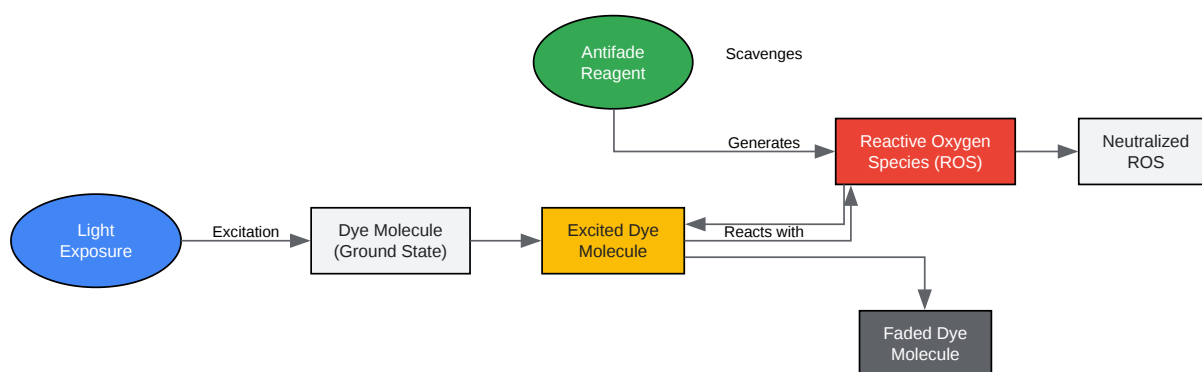 Antifade
Reagent
Scavenges
Generates
Reactive Oxygen
Species (ROS)
Neutralized
ROS
Light
Exposure
Excitation
Dye Molecule
(Ground State)
Excited Dye
Molecule
Reacts with
Faded Dye
Molecule